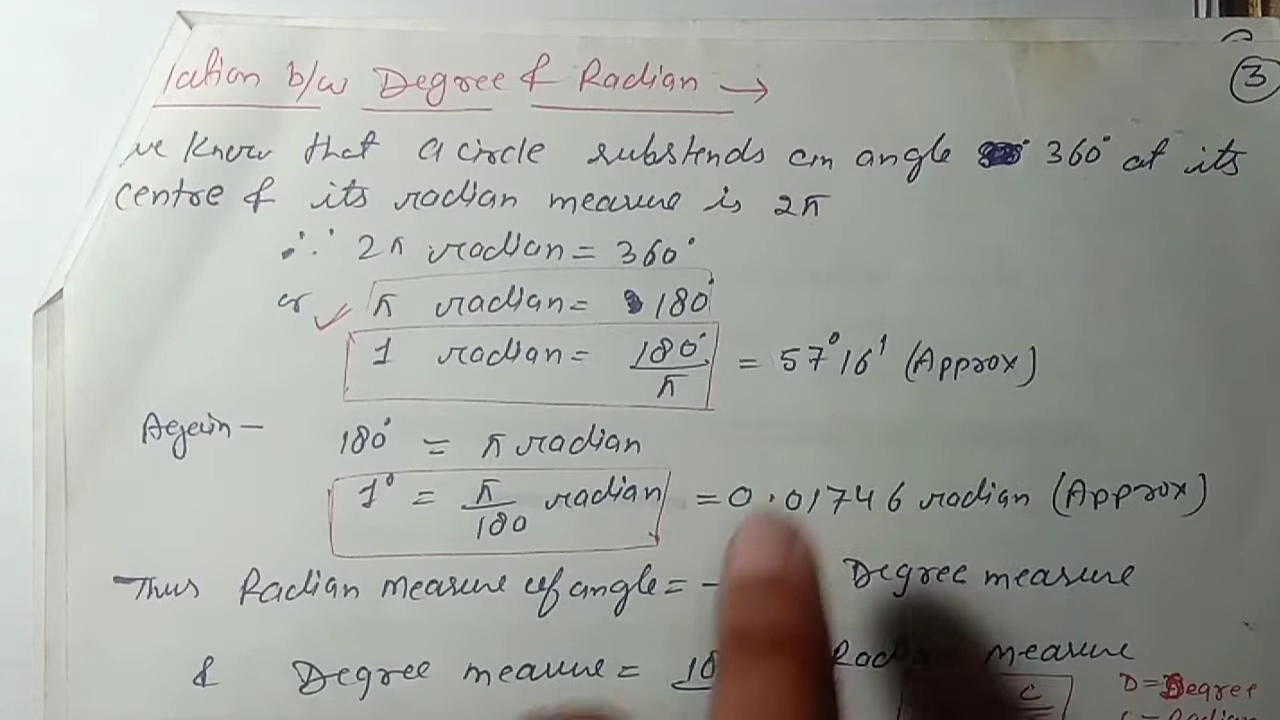 lation b/w Degree & Radian →
③
we know that a circle substends an angle 360° at its
centre & its radian measure is 2π
∴ 2π radian = 360°
or ✓ π radian = 180°
1 radian = 180°/π = 57°16' (Approx)
Again – 180° = π radian
1° = π/180 radian = 0.01746 radian (Approx)
Thus Radian measure of angle = Degree measure
& Degree measure = measure
C
D = Degree